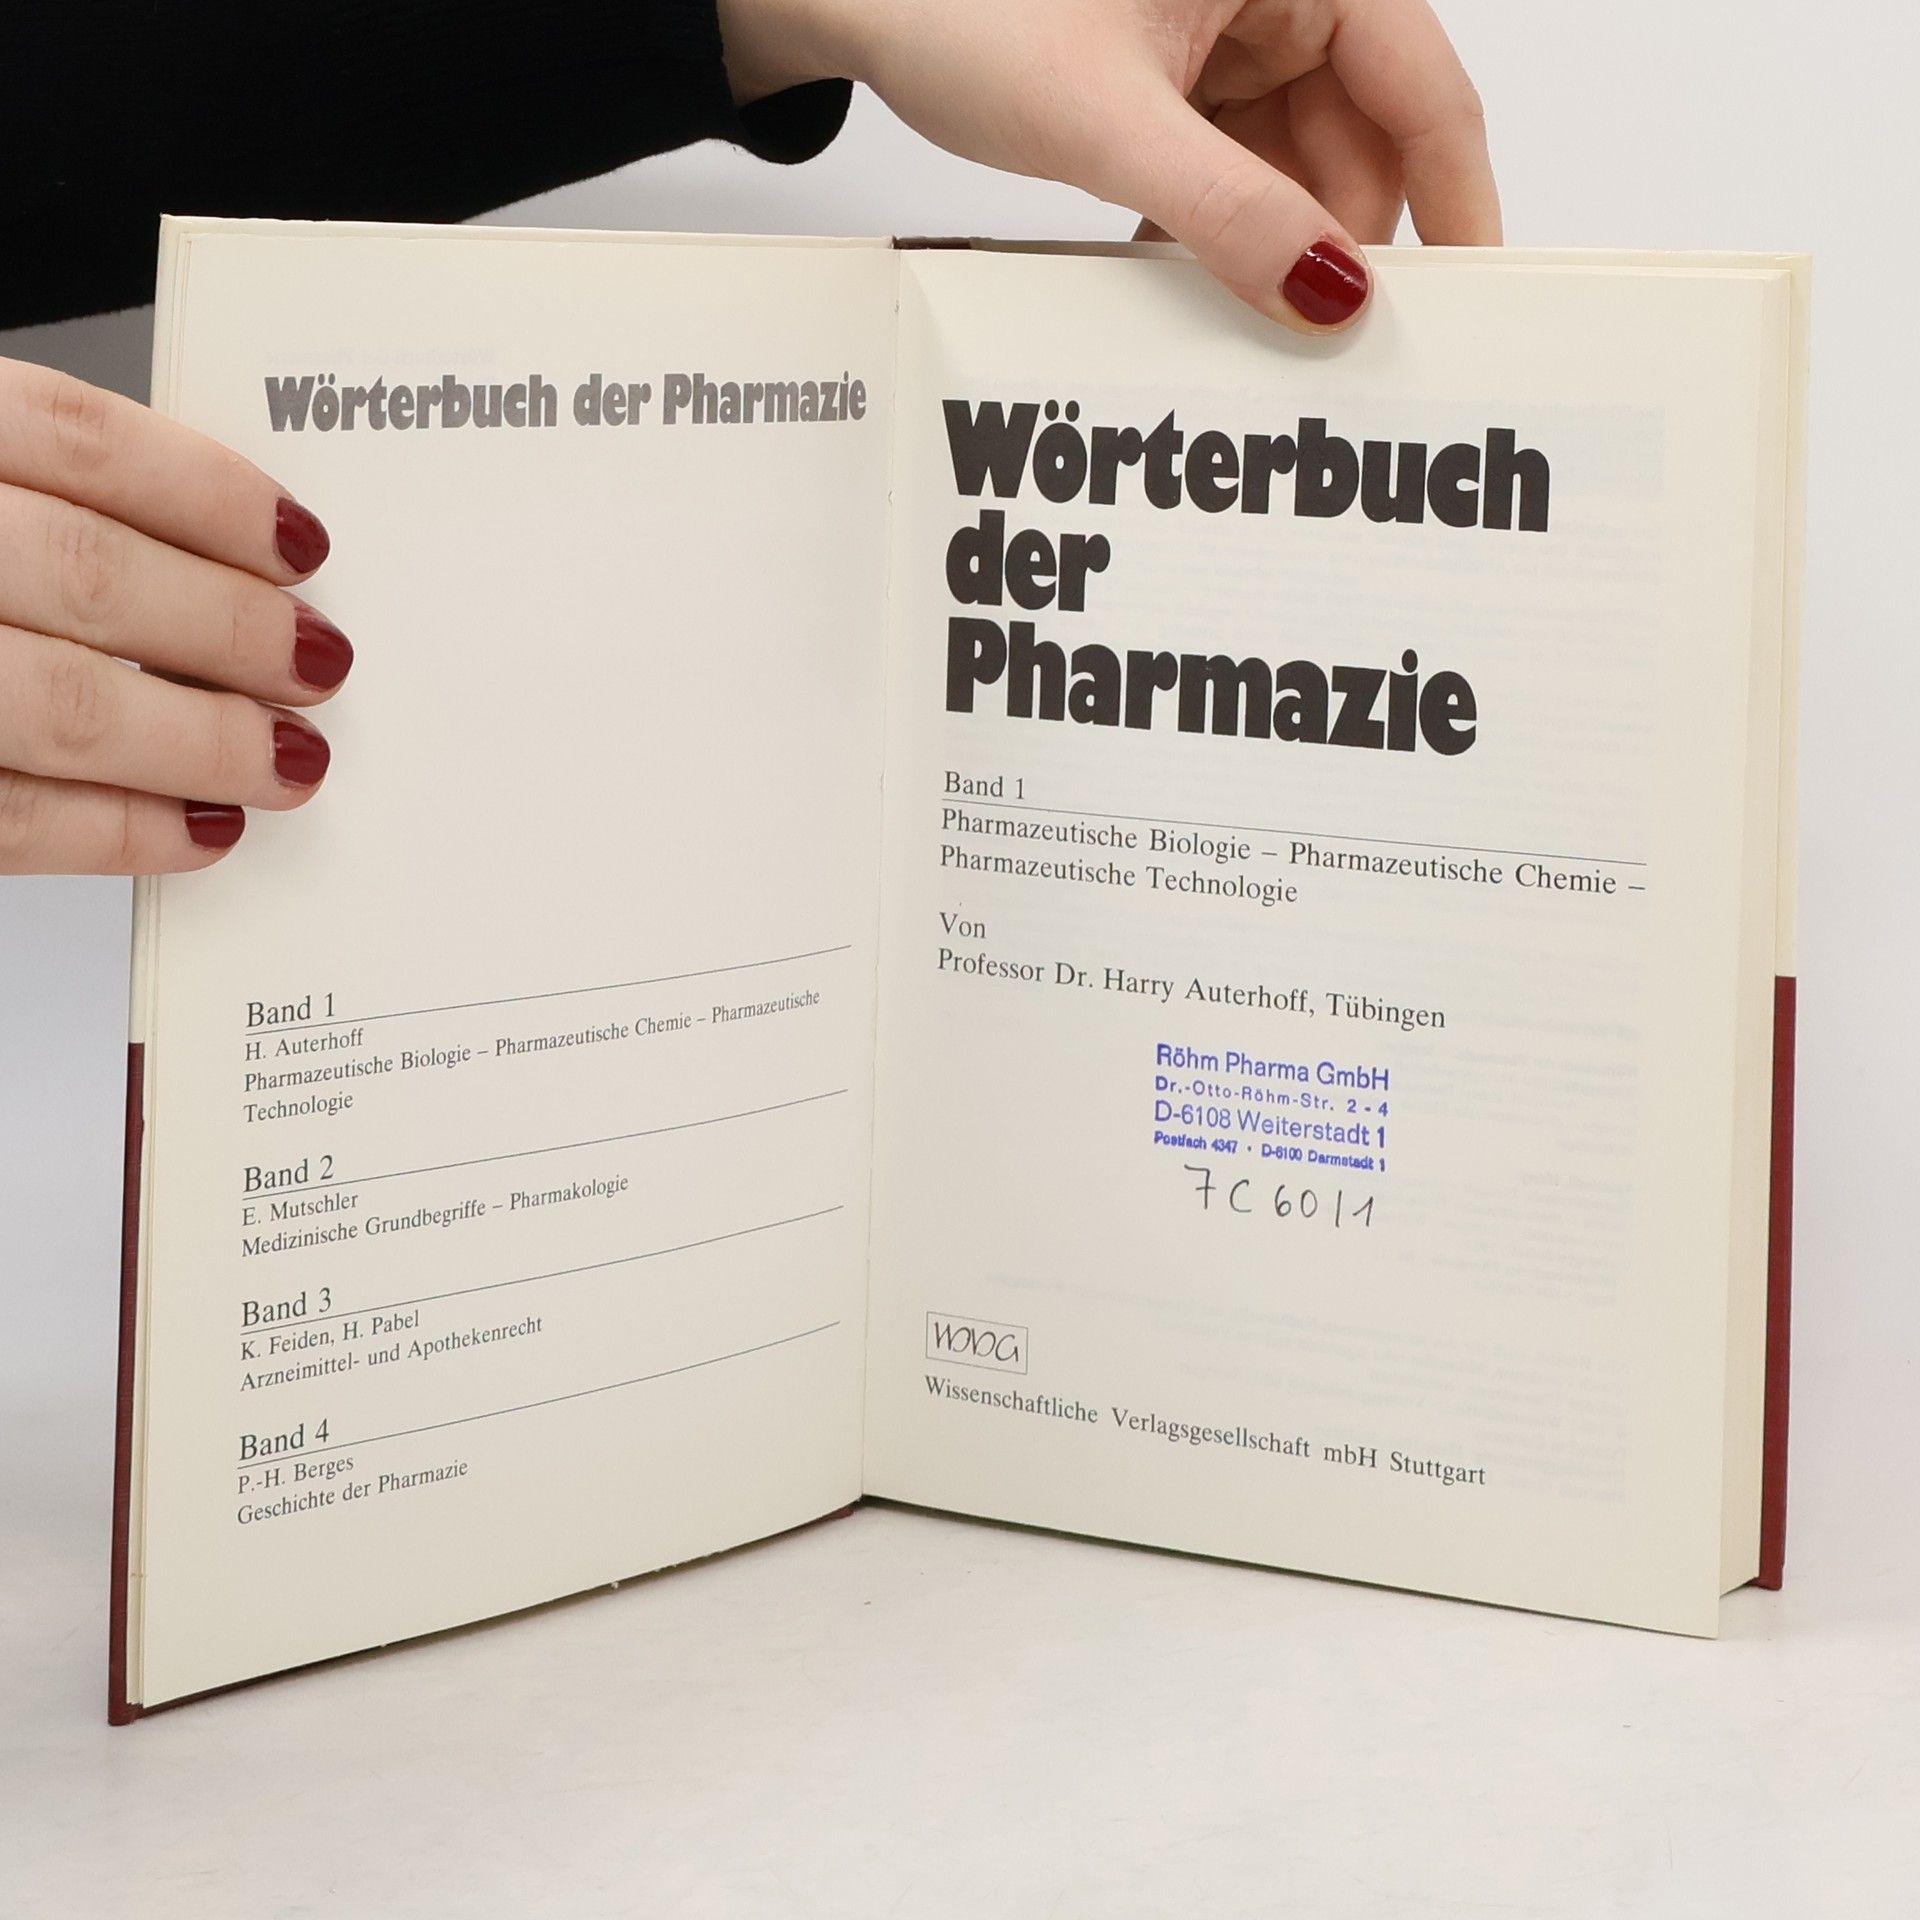 Wörterbuch der Pharmazie
Band 1
H. Auterhoff
Pharmazeutische Biologie – Pharmazeutische Chemie – Pharmazeutische
Technologie
Band 2
E. Mutschler
Medizinische Grundbegriffe – Pharmakologie
Band 3
K. Feiden, H. Pabel
Arzneimittel- und Apothekenrecht
Band 4
P.-H. Berges
Geschichte der Pharmazie
Wörterbuch
der
Pharmazie
Band 1
Pharmazeutische Biologie – Pharmazeutische Chemie –
Pharmazeutische Technologie
Von
Professor Dr. Harry Auterhoff, Tübingen
Röhm Pharma GmbH
Dr.-Otto-Röhm-Str. 2 - 4
D-6108 Weiterstadt 1
Postfach 4347 · D-6100 Darmstadt 1
7C 60/1
Wissenschaftliche Verlagsgesellschaft mbH Stuttgart